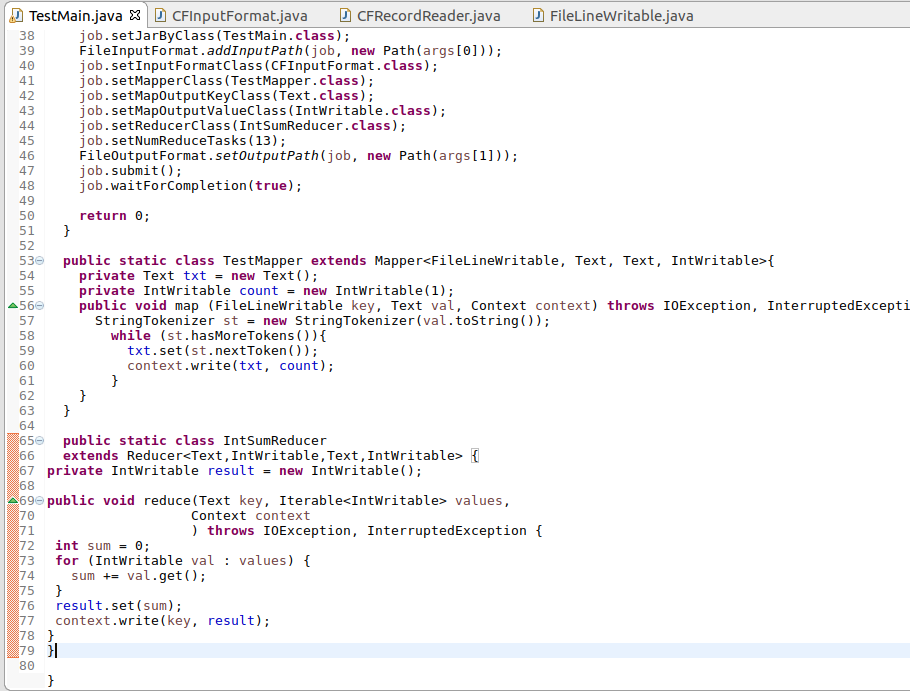 TestMain.java CFInputFormat.java CFRecordReader.java FileLineWritable.java
38 job.setJarByClass(TestMain.class);
39 FileInputFormat.addInputPath(job, new Path(args[0]));
40 job.setInputFormatClass(CFInputFormat.class);
41 job.setMapperClass(TestMapper.class);
42 job.setMapOutputKeyClass(Text.class);
43 job.setMapOutputValueClass(IntWritable.class);
44 job.setReducerClass(IntSumReducer.class);
45 job.setNumReduceTasks(13);
46 FileOutputFormat.setOutputPath(job, new Path(args[1]));
47 job.submit();
48 job.waitForCompletion(true);
49
50 return 0;
51 }
52
53 public static class TestMapper extends Mapper<FileLineWritable, Text, Text, IntWritable>{
54 private Text txt = new Text();
55 private IntWritable count = new IntWritable(1);
56 public void map (FileLineWritable key, Text val, Context context) throws IOException, InterruptedExcepti
57 StringTokenizer st = new StringTokenizer(val.toString());
58 while (st.hasMoreTokens()){
59 txt.set(st.nextToken());
60 context.write(txt, count);
61 }
62 }
63 }
64
65 public static class IntSumReducer
66 extends Reducer<Text,IntWritable,Text,IntWritable> {
67 private IntWritable result = new IntWritable();
68
69 public void reduce(Text key, Iterable<IntWritable> values,
70 Context context
71 ) throws IOException, InterruptedException {
72 int sum = 0;
73 for (IntWritable val : values) {
74 sum += val.get();
75 }
76 result.set(sum);
77 context.write(key, result);
78 }
79 }
80
}